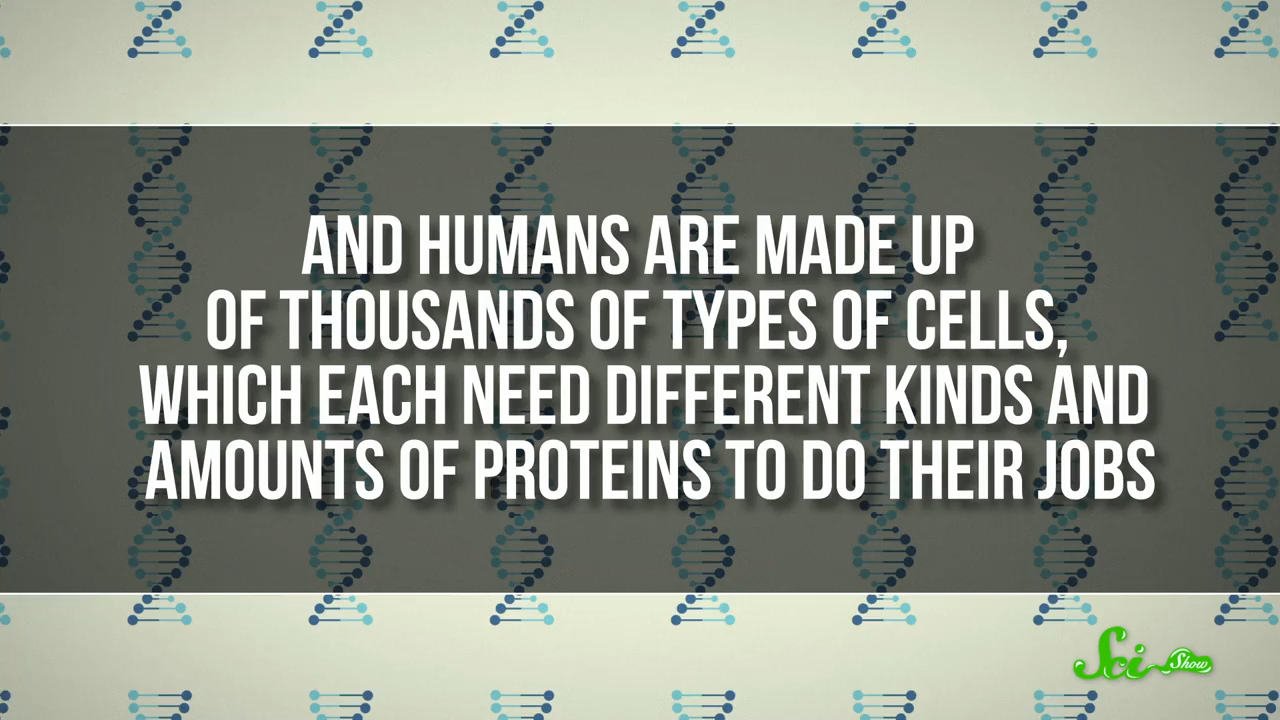 AND HUMANS ARE MADE UP
OF THOUSANDS OF TYPES OF CELLS,
WHICH EACH NEED DIFFERENT KINDS AND
AMOUNTS OF PROTEINS TO DO THEIR JOBS
Sci Show